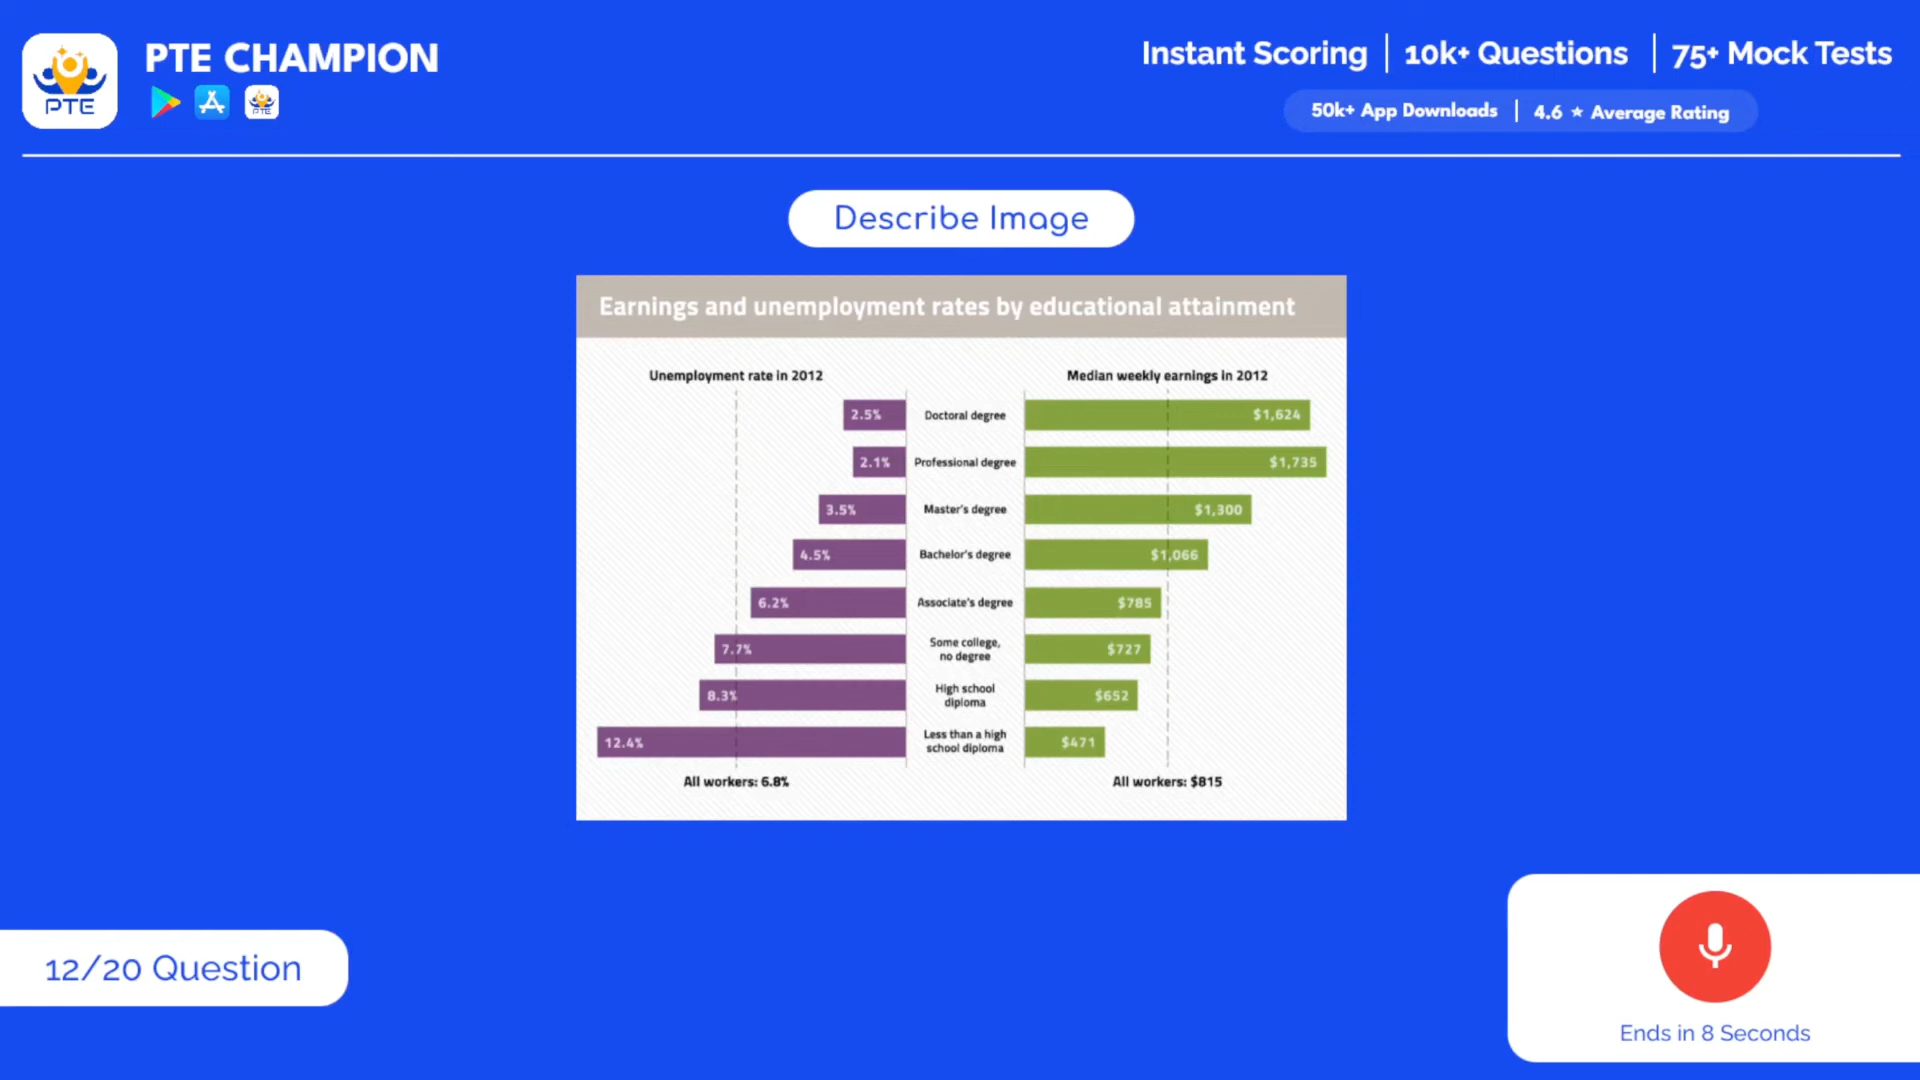 PTE CHAMPION
PTE
PTE
Instant Scoring | 10k+ Questions | 75+ Mock Tests
50k+ App Downloads | 4.6 ★ Average Rating
Describe Image
Earnings and unemployment rates by educational attainment
Unemployment rate in 2012
Median weekly earnings in 2012
2.5% Doctoral degree $1,624
2.1% Professional degree $1,735
3.5% Master's degree $1,300
4.5% Bachelor's degree $1,066
6.2% Associate's degree $785
7.7% Some college, no degree $727
8.3% High school diploma $652
12.4% Less than a high school diploma $471
All workers: 6.8%
All workers: $815
12/20 Question
Ends in 8 Seconds